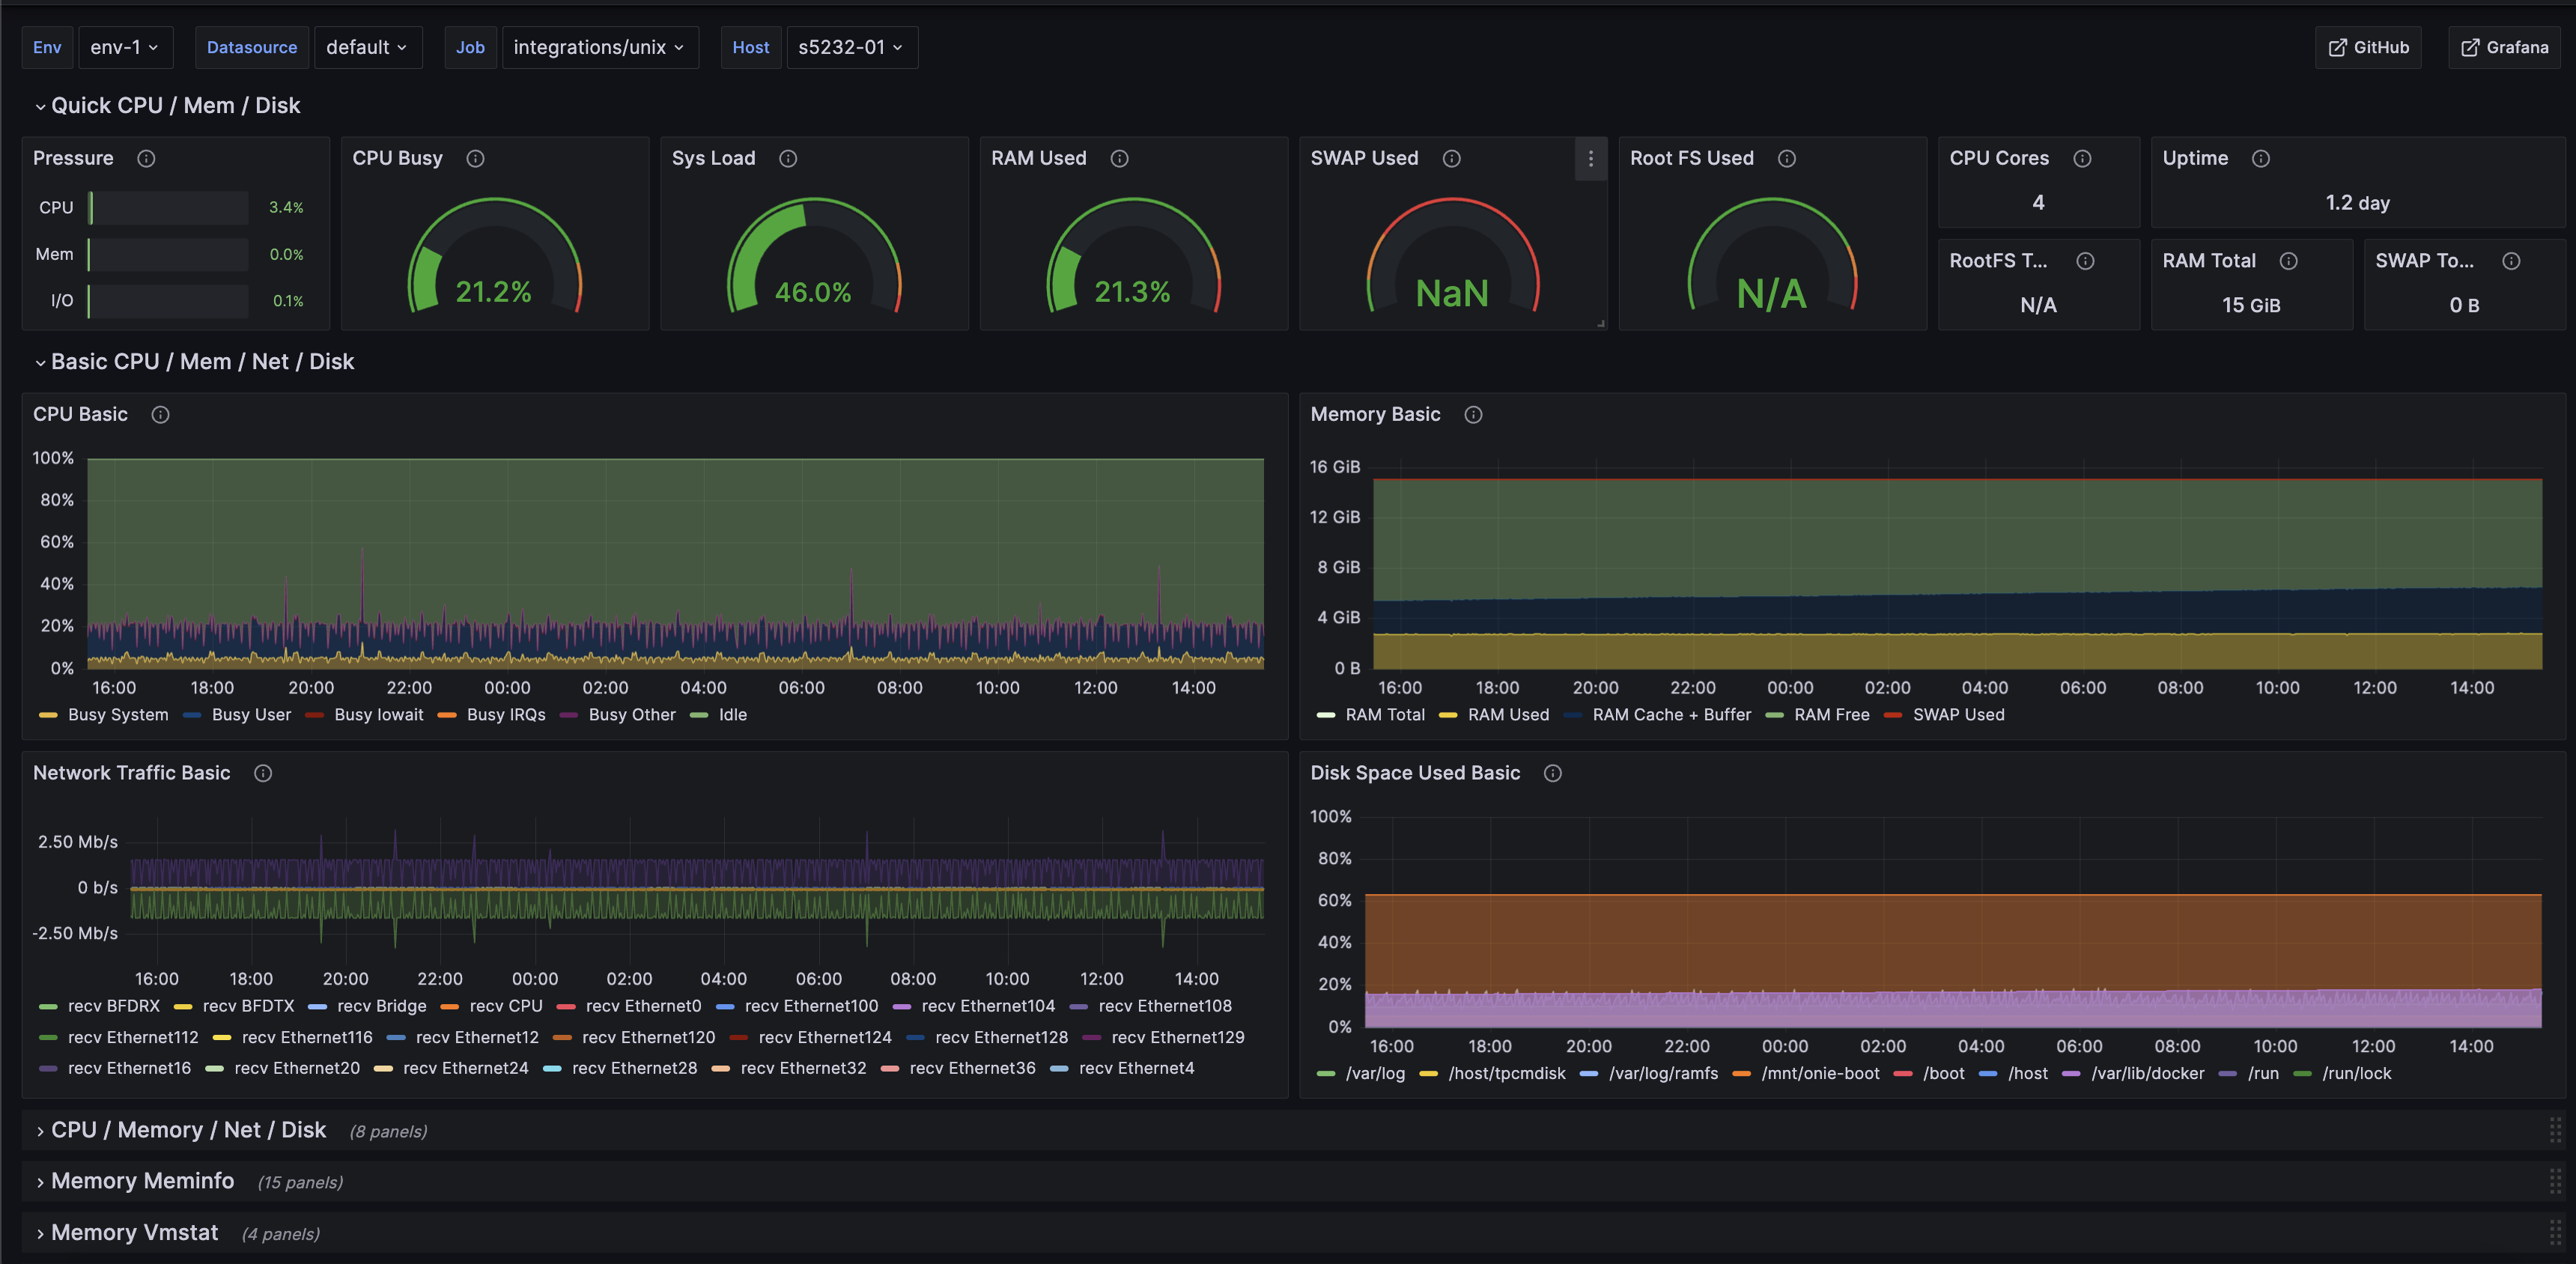 Env env-1 Datasource default Job integrations/unix Host s5232-01 GitHub Grafana
Quick CPU / Mem / Disk
Pressure
CPU 3.4%
Mem 0.0%
I/O 0.1%
CPU Busy
21.2%
Sys Load
46.0%
RAM Used
21.3%
SWAP Used
NaN
Root FS Used
N/A
CPU Cores
4
Uptime
1.2 day
RootFS T...
N/A
RAM Total
15 GiB
SWAP To...
0 B
Basic CPU / Mem / Net / Disk
CPU Basic
100%
80%
60%
40%
20%
0%
16:00 18:00 20:00 22:00 00:00 02:00 04:00 06:00 08:00 10:00 12:00 14:00
Busy System Busy User Busy Iowait Busy IRQs Busy Other Idle
Memory Basic
16 GiB
12 GiB
8 GiB
4 GiB
0 B
16:00 18:00 20:00 22:00 00:00 02:00 04:00 06:00 08:00 10:00 12:00 14:00
RAM Total RAM Used RAM Cache + Buffer RAM Free SWAP Used
Network Traffic Basic
2.50 Mb/s
0 b/s
-2.50 Mb/s
16:00 18:00 20:00 22:00 00:00 02:00 04:00 06:00 08:00 10:00 12:00 14:00
recv BFDRX recv BFDTX recv Bridge recv CPU recv Ethernet0 recv Ethernet100 recv Ethernet104 recv Ethernet108
recv Ethernet112 recv Ethernet116 recv Ethernet12 recv Ethernet120 recv Ethernet124 recv Ethernet128 recv Ethernet129
recv Ethernet16 recv Ethernet20 recv Ethernet24 recv Ethernet28 recv Ethernet32 recv Ethernet36 recv Ethernet4
Disk Space Used Basic
100%
80%
60%
40%
20%
0%
16:00 18:00 20:00 22:00 00:00 02:00 04:00 06:00 08:00 10:00 12:00 14:00
/var/log /host/tpcmdisk /var/log/ramfs /mnt/onie-boot /boot /host /var/lib/docker /run /run/lock
CPU / Memory / Net / Disk (8 panels)
Memory Meminfo (15 panels)
Memory Vmstat (4 panels)